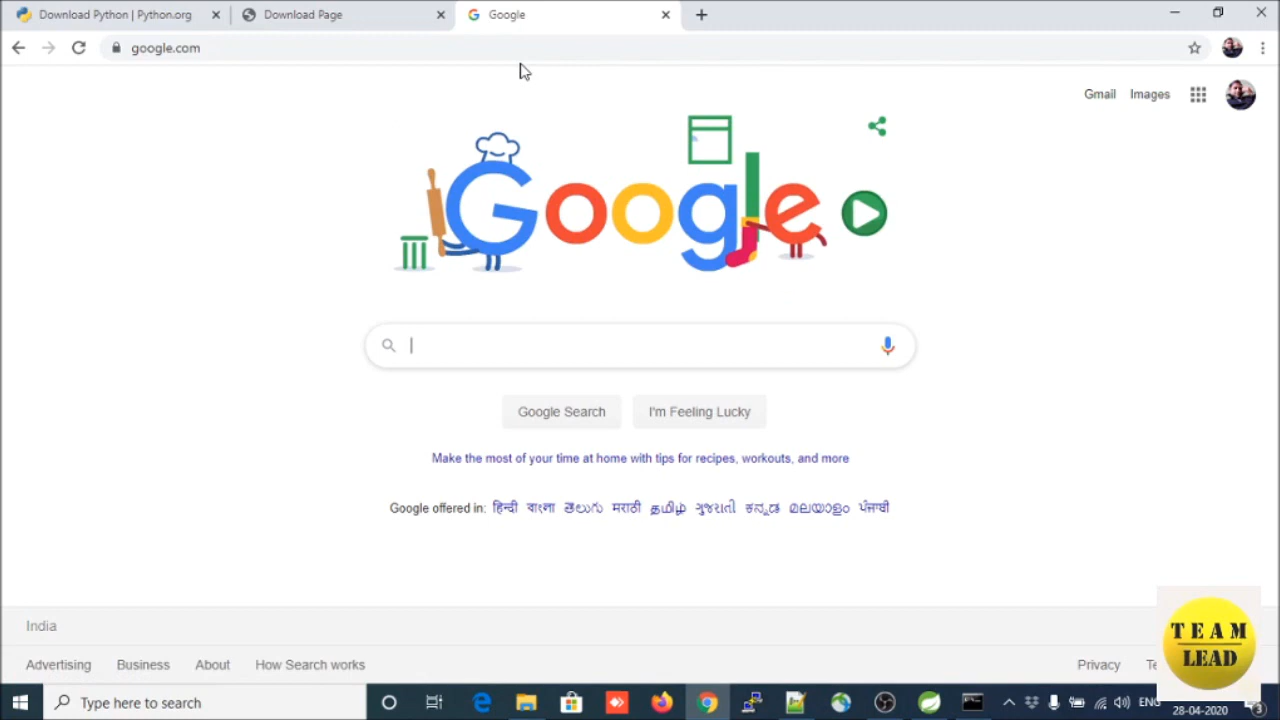 Download Python | Python.org
Download Page
Google
google.com
Gmail Images
Google
Google Search
I'm Feeling Lucky
Make the most of your time at home with tips for recipes, workouts, and more
Google offered in: हिन्दी বাংলা తెలుగు मराठी தமிழ் ગુજરાતી ಕನ್ನಡ മലയാളം ਪੰਜਾਬੀ
India
Advertising Business About How Search works
Privacy
TEAM
LEAD
Type here to search
ENG
28-04-2020
3